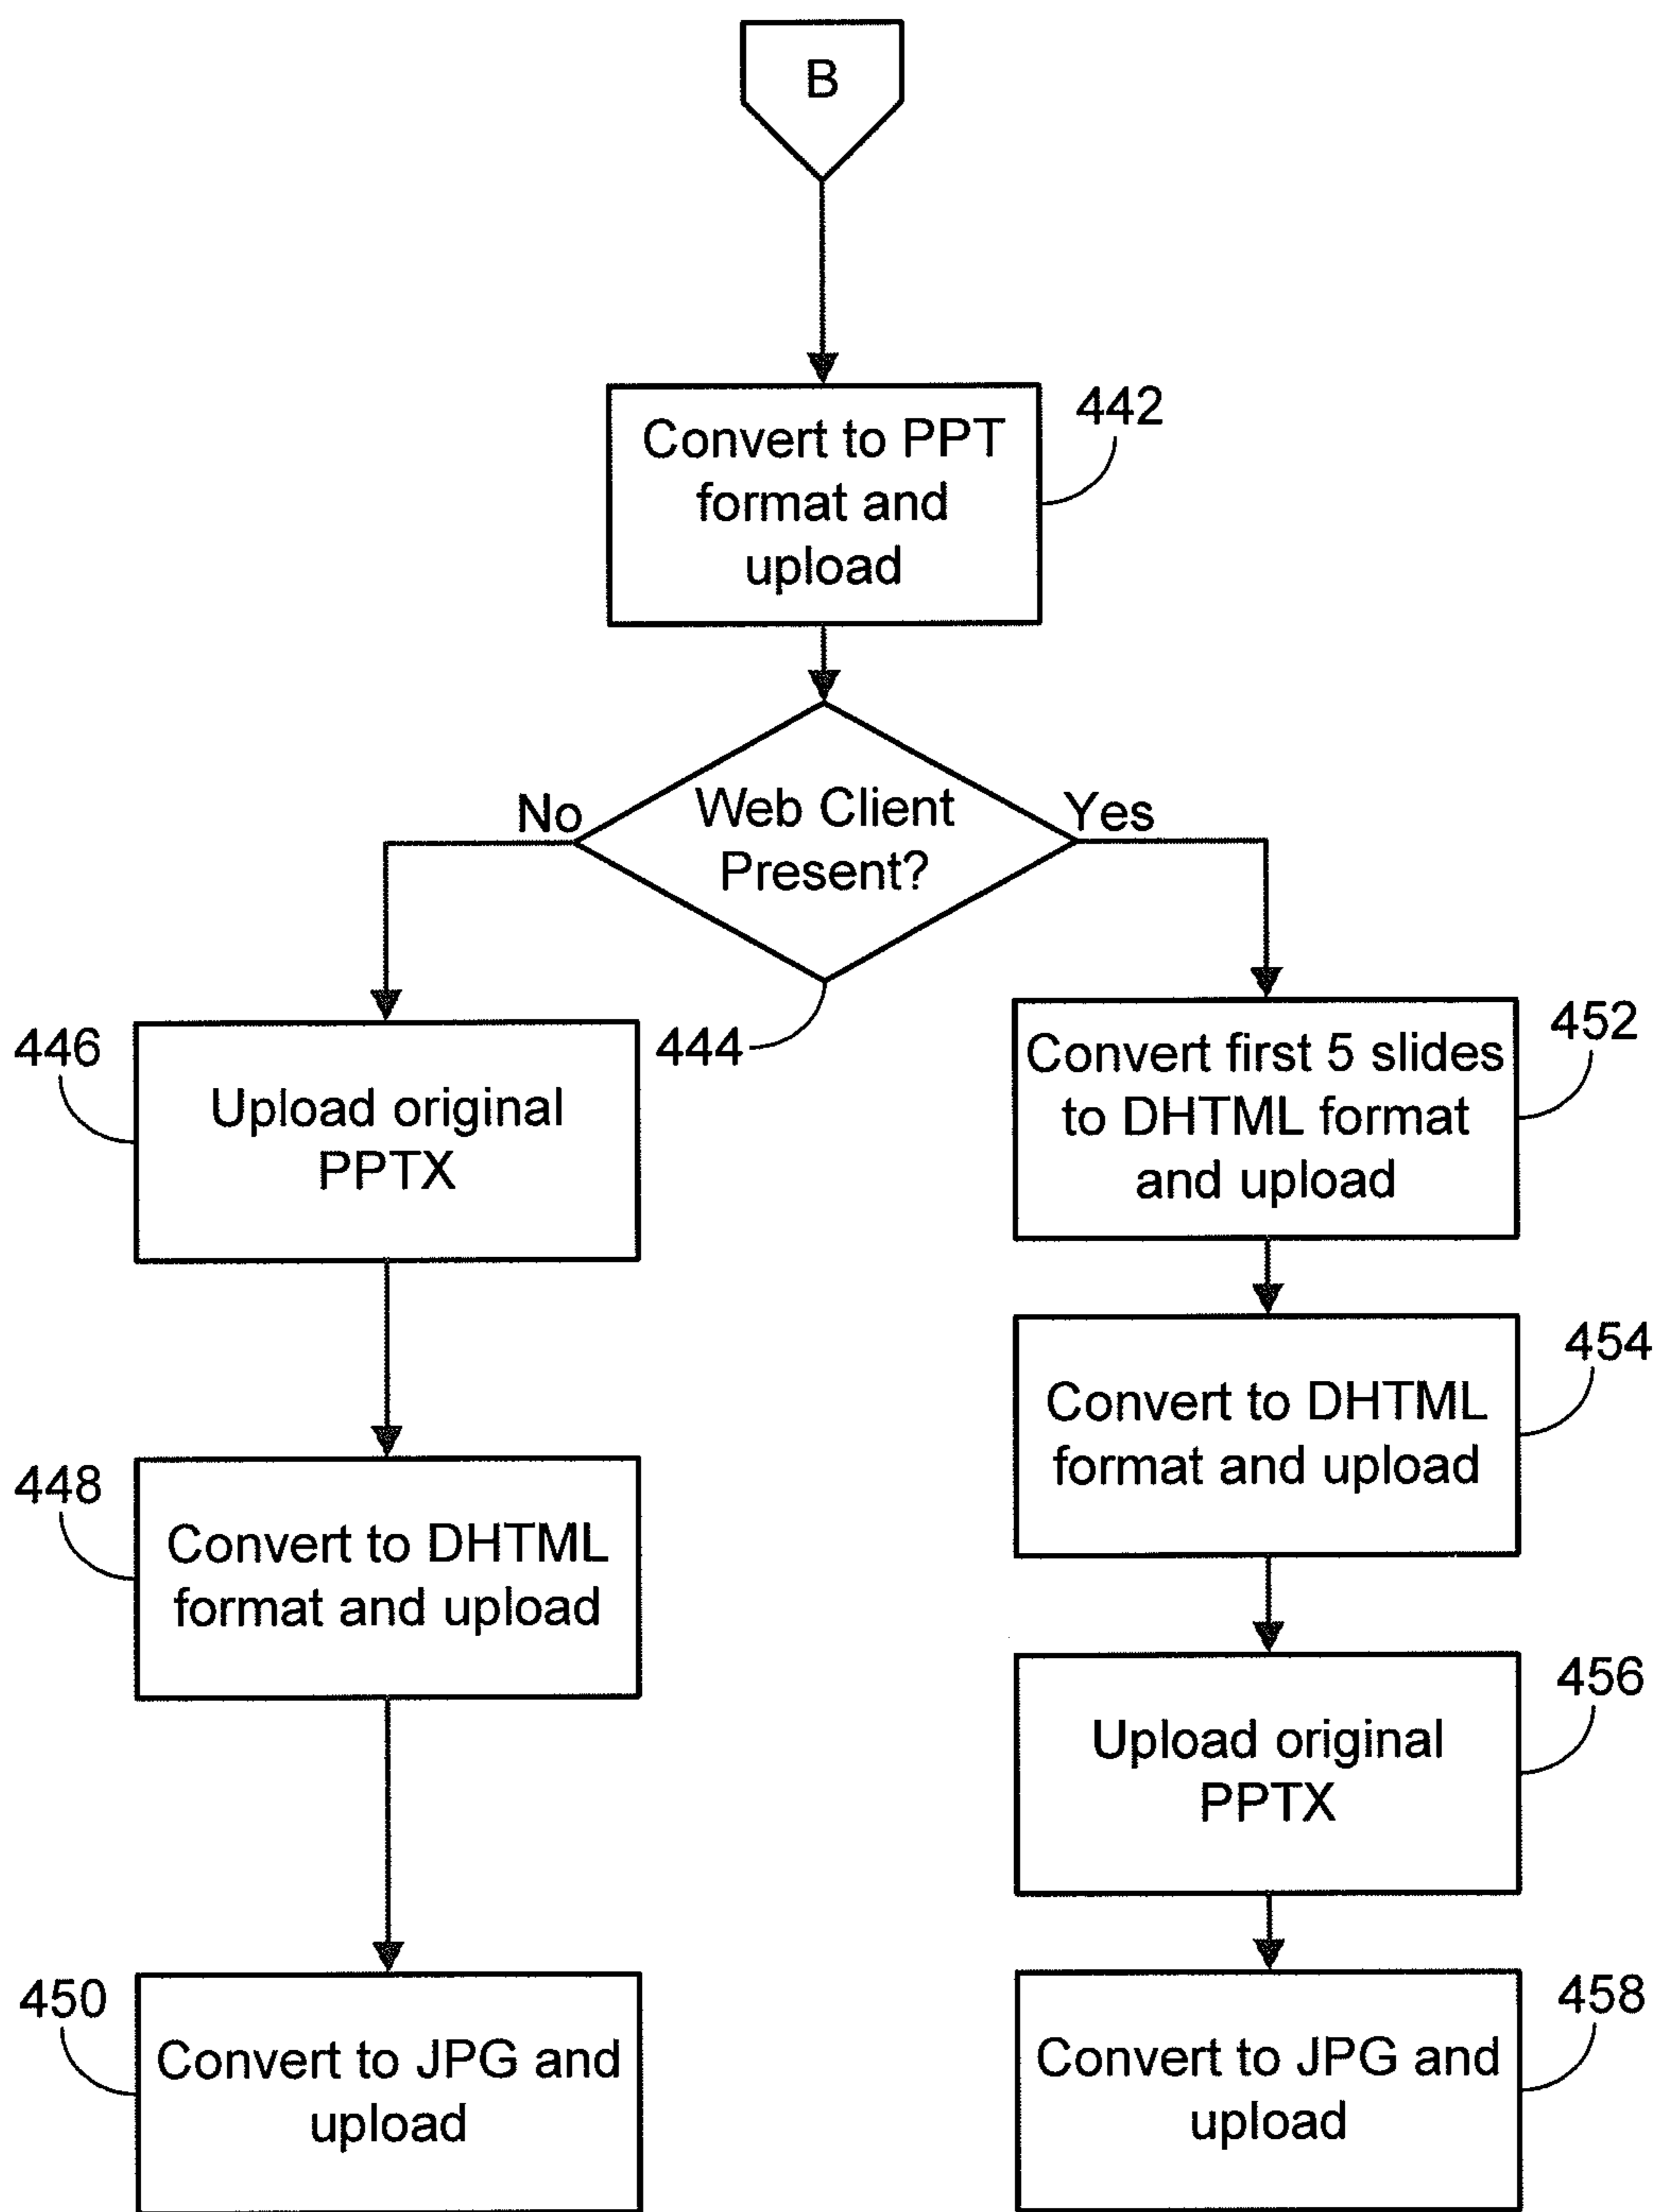 B
442
Convert to PPT
format and
upload
No
Web Client
Present?
Yes
444
446
Upload original
PPTX
452
Convert first 5 slides
to DHTML format
and upload
448
Convert to DHTML
format and upload
454
Convert to DHTML
format and upload
456
Upload original
PPTX
450
Convert to JPG and
upload
458
Convert to JPG and
upload